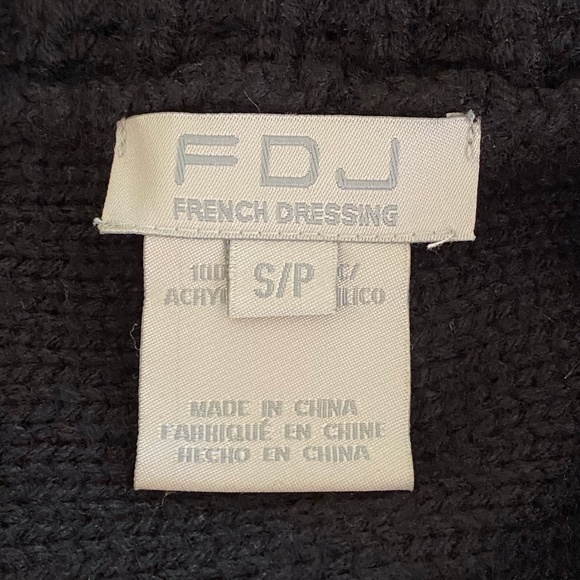 FDJ
FRENCH DRESSING
S/P
MADE IN CHINA
FABRIQUÉ EN CHINE
HECHO EN CHINA